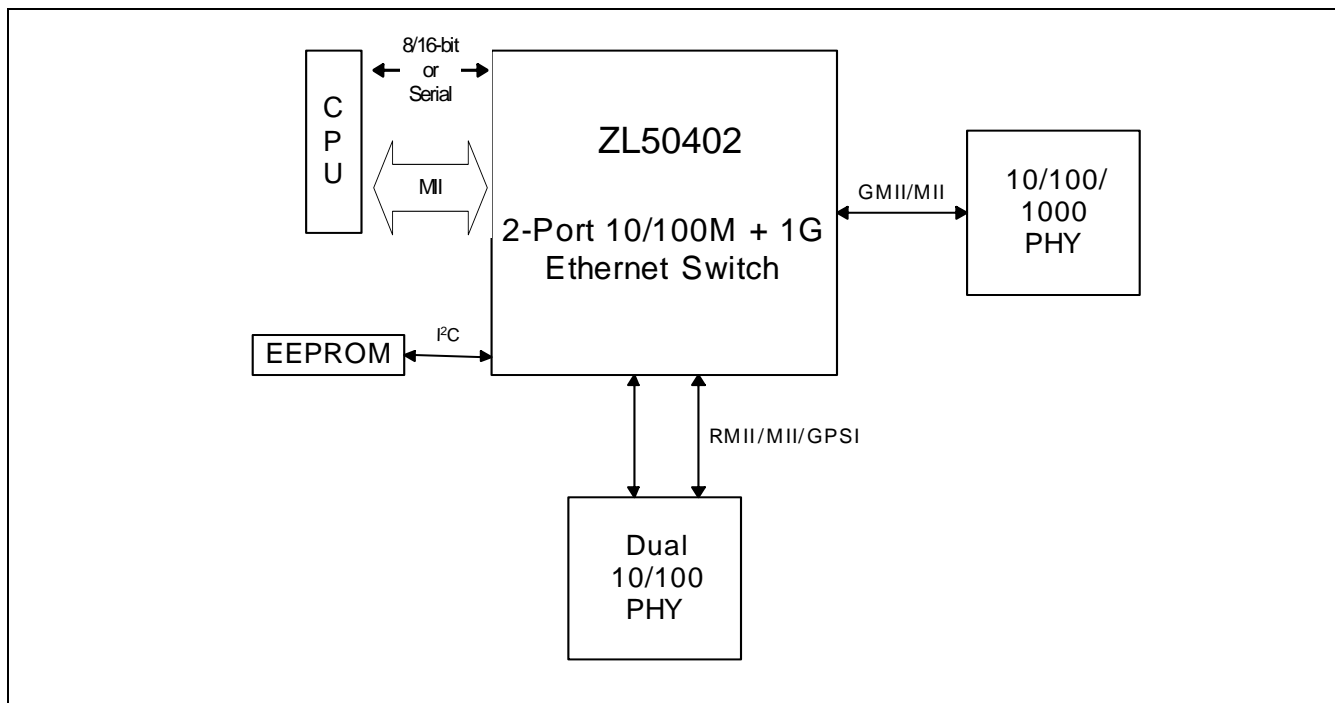 8/16-bit
or
Serial
C
P
U
MII
ZL50402
2-Port 10/100M + 1G
Ethernet Switch
GMII/MII
10/100/
1000
PHY
EEPROM
I²C
RMII/MII/GPSI
Dual
10/100
PHY